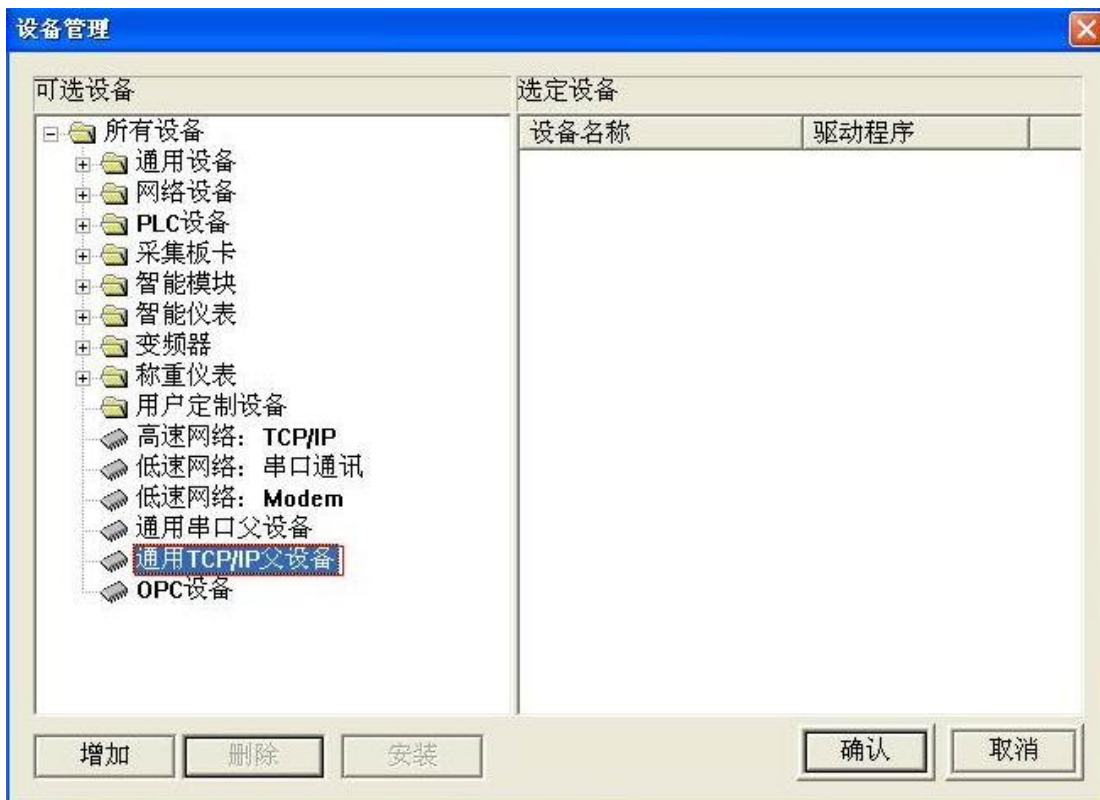 设备管理
可选设备
选定设备
所有设备
设备名称
驱动程序
通用设备
网络设备
PLC设备
采集板卡
智能模块
智能仪表
变频器
称重仪表
用户定制设备
高速网络：TCP/IP
低速网络：串口通讯
低速网络：Modem
通用串口父设备
通用TCP/IP父设备
OPC设备
增加
删除
安装
确认
取消